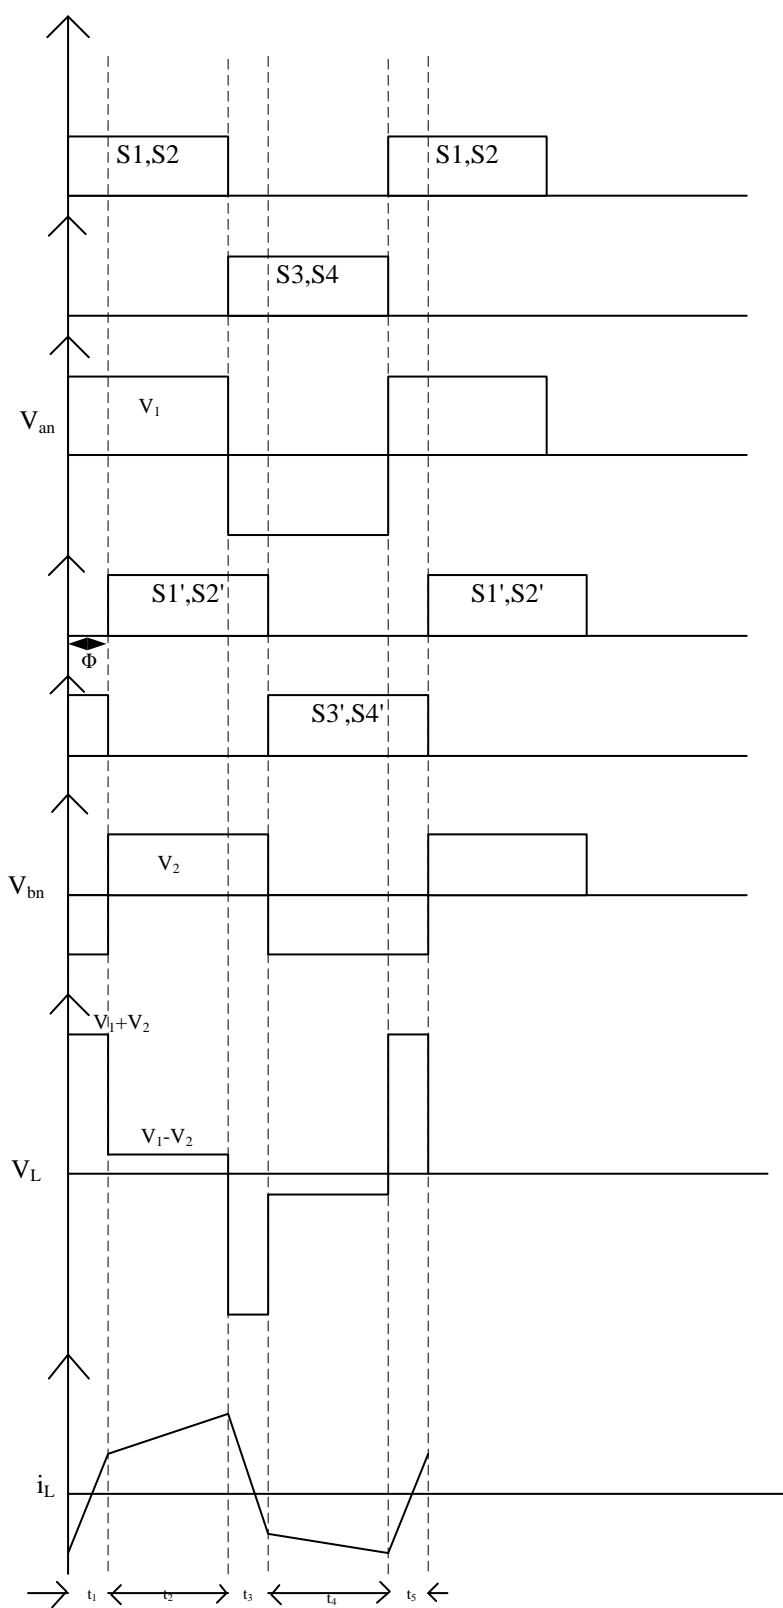 S1,S2 S1,S2
S3,S4
V1
Van
S1',S2' S1',S2'
Φ
S3',S4'
V2
Vbn
V1+V2
V1-V2
VL
iL
t1 t2 t3 t4 t5